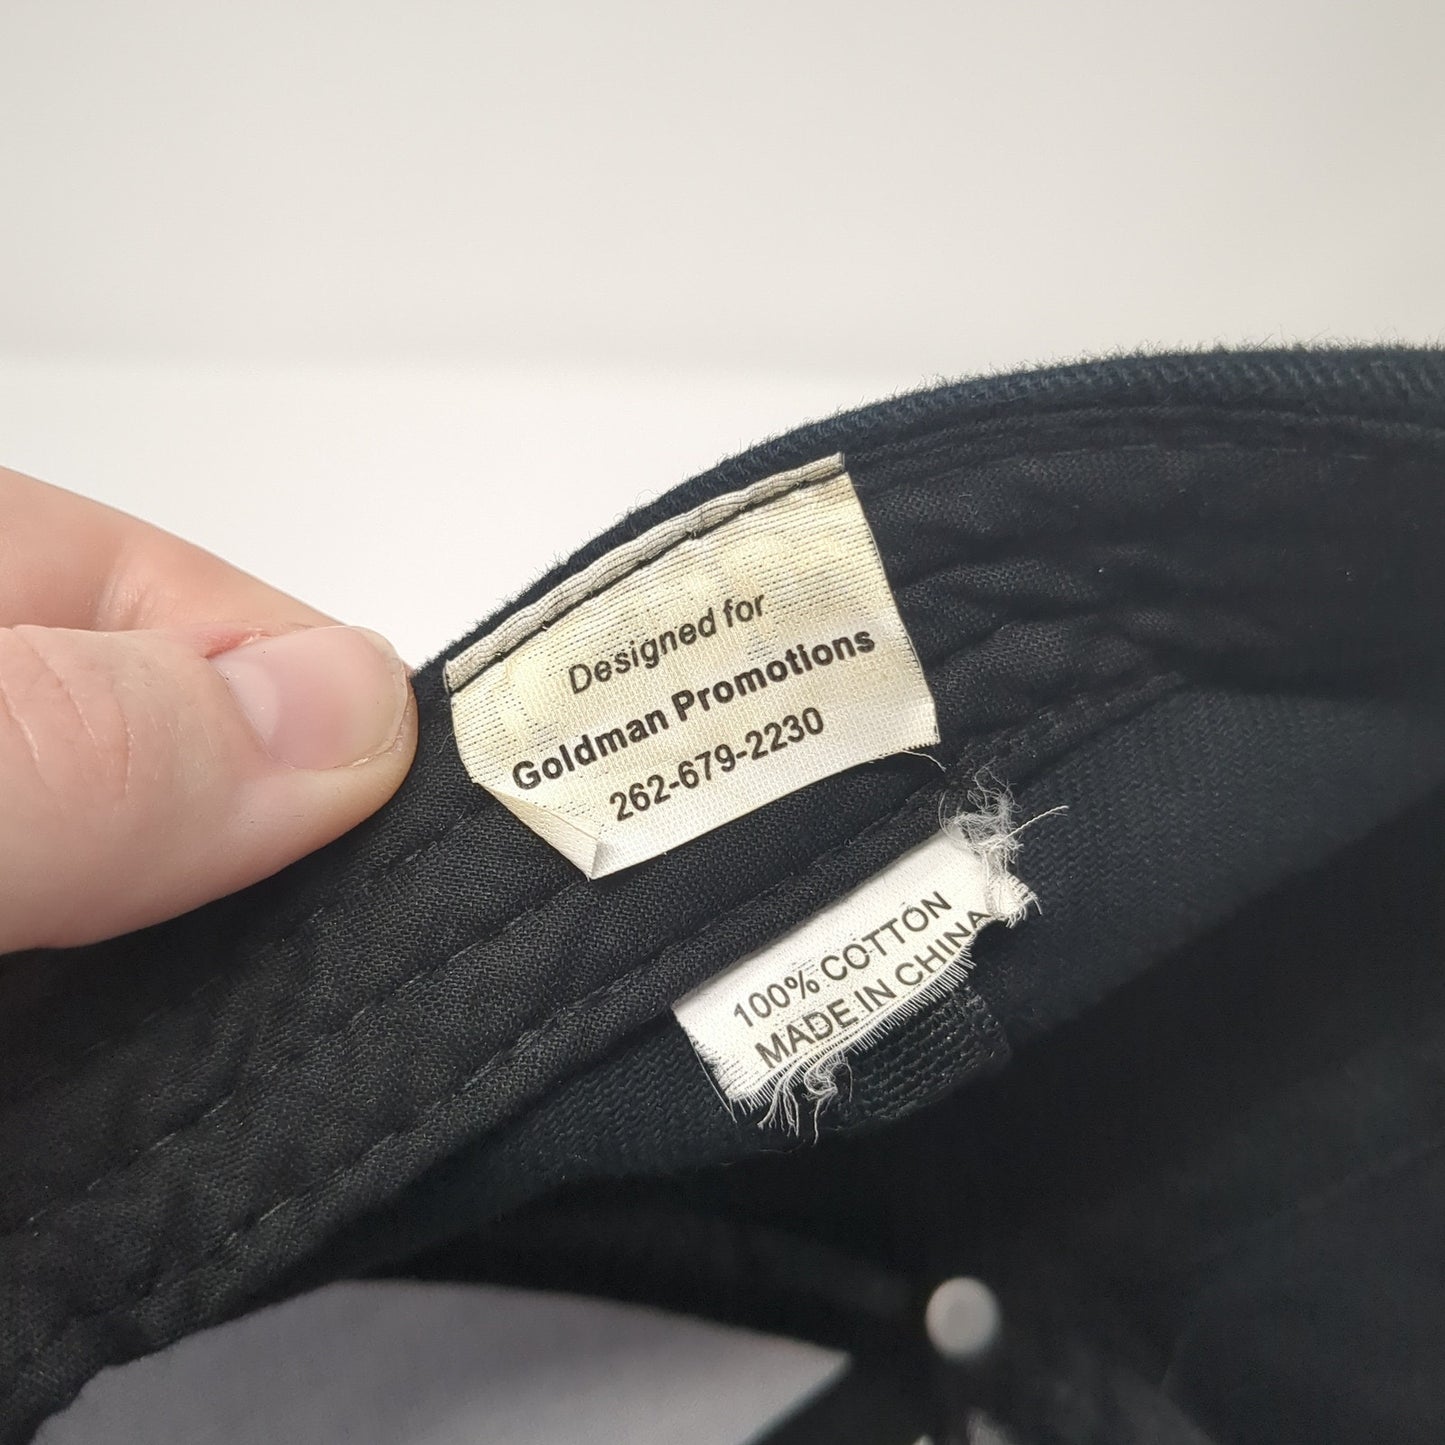 Designed for
Goldman Promotions
262-679-2230
100% COTTON
MADE IN CHINA